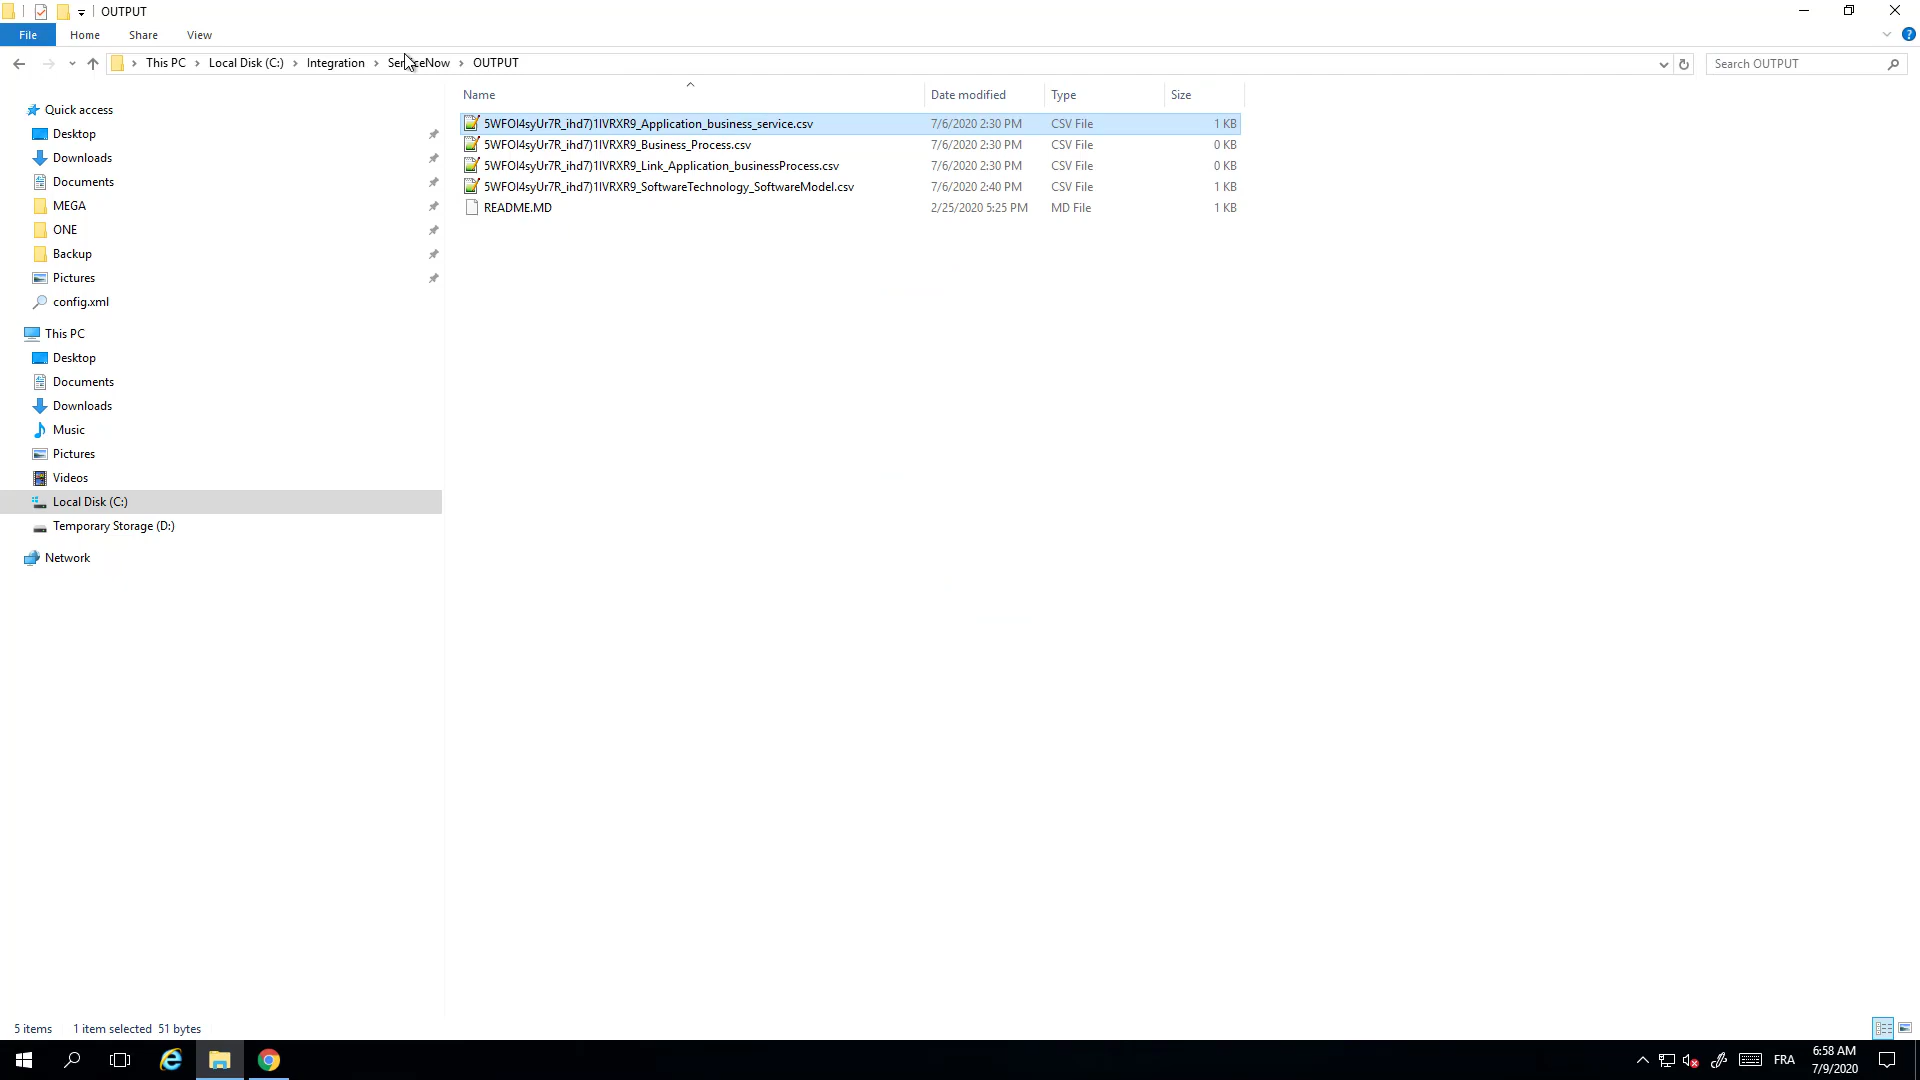 OUTPUT
File Home Share View
This PC Local Disk (C:) Integration ServiceNow OUTPUT Search OUTPUT
Name Date modified Type Size
Quick access
Desktop
Downloads
Documents
MEGA
ONE
Backup
Pictures
config.xml
This PC
Desktop
Documents
Downloads
Music
Pictures
Videos
Local Disk (C:)
Temporary Storage (D:)
Network
5WFOI4syUr7R_ihd7)1IVRXR9_Application_business_service.csv 7/6/2020 2:30 PM CSV File 1 KB
5WFOI4syUr7R_ihd7)1IVRXR9_Business_Process.csv 7/6/2020 2:30 PM CSV File 0 KB
5WFOI4syUr7R_ihd7)1IVRXR9_Link_Application_businessProcess.csv 7/6/2020 2:30 PM CSV File 0 KB
5WFOI4syUr7R_ihd7)1IVRXR9_SoftwareTechnology_SoftwareModel.csv 7/6/2020 2:40 PM CSV File 1 KB
README.MD 2/25/2020 5:25 PM MD File 1 KB
5 items 1 item selected 51 bytes
FRA 6:58 AM
7/9/2020